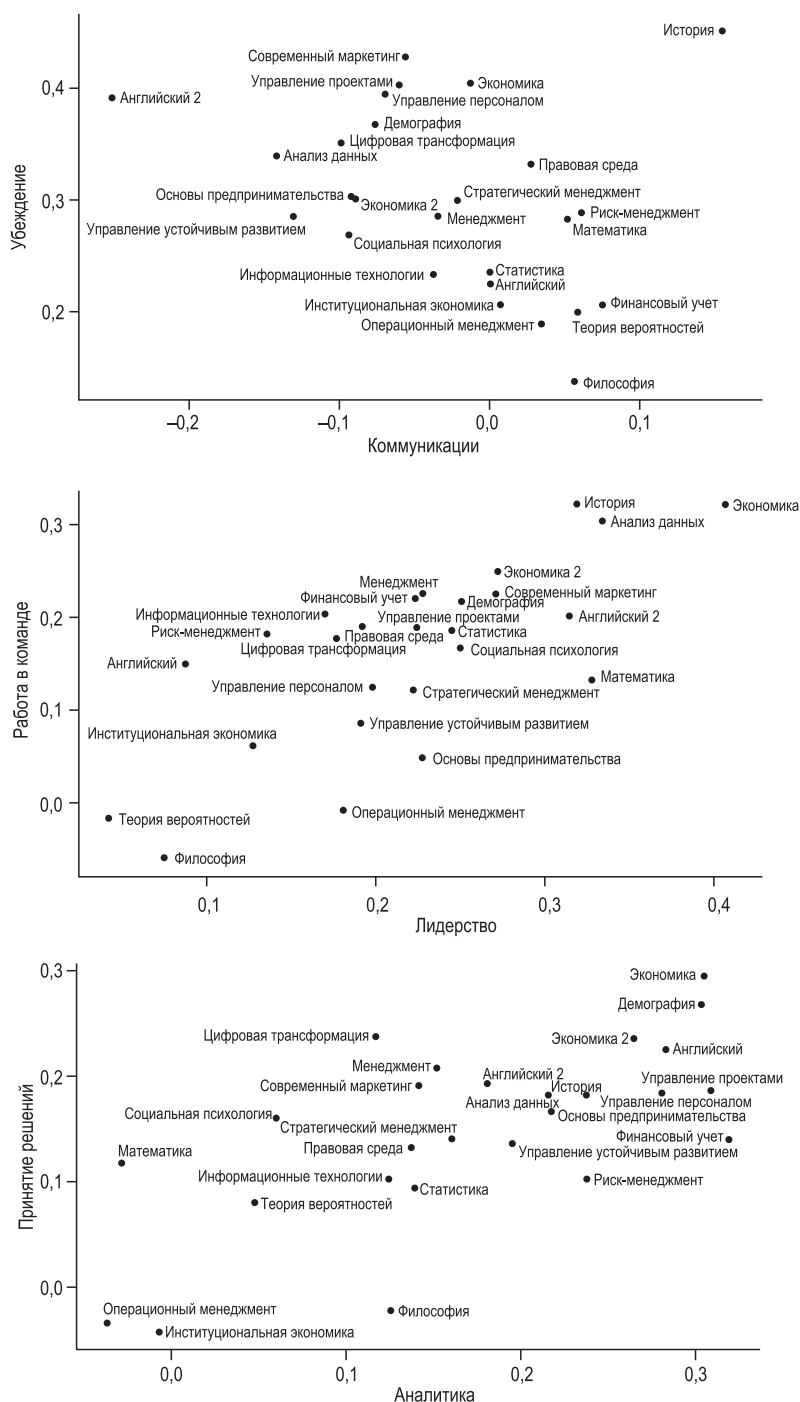 История
Современный маркетинг
0,4
Управление проектами
Экономика
Английский 2
Управление персоналом
Демография
Цифровая трансформация
Анализ данных
Правовая среда
Убеждение
0,3
Основы предпринимательства
Стратегический менеджмент
Экономика 2
Риск-менеджмент
Менеджмент
Управление устойчивым развитием
Математика
Социальная психология
Информационные технологии
Статистика
Английский
0,2
Институциональная экономика
Финансовый учет
Операционный менеджмент
Теория вероятностей
Философия
–0,2
–0,1
0,0
0,1
Коммуникации
0,3
История
Экономика
Анализ данных
Экономика 2
Менеджмент
Финансовый учет
Современный маркетинг
Демография
0,2
Информационные технологии
Управление проектами
Английский 2
Риск-менеджмент
Правовая среда
Статистика
Цифровая трансформация
Социальная психология
Работа в команде
Английский
Математика
Управление персоналом
Стратегический менеджмент
0,1
Управление устойчивым развитием
Институциональная экономика
Основы предпринимательства
0,0
Теория вероятностей
Операционный менеджмент
Философия
0,1
0,2
0,3
0,4
Лидерство
0,3
Экономика
Демография
Цифровая трансформация
Экономика 2
Английский
Менеджмент
0,2
Современный маркетинг
Английский 2
Управление проектами
История
Анализ данных
Управление персоналом
Социальная психология
Основы предпринимательства
Стратегический менеджмент
Финансовый учет
Принятие решений
Математика
Правовая среда
Управление устойчивым развитием
0,1
Информационные технологии
Статистика
Риск-менеджмент
Теория вероятностей
0,0
Операционный менеджмент
Философия
Институциональная экономика
0,0
0,1
0,2
0,3
Аналитика